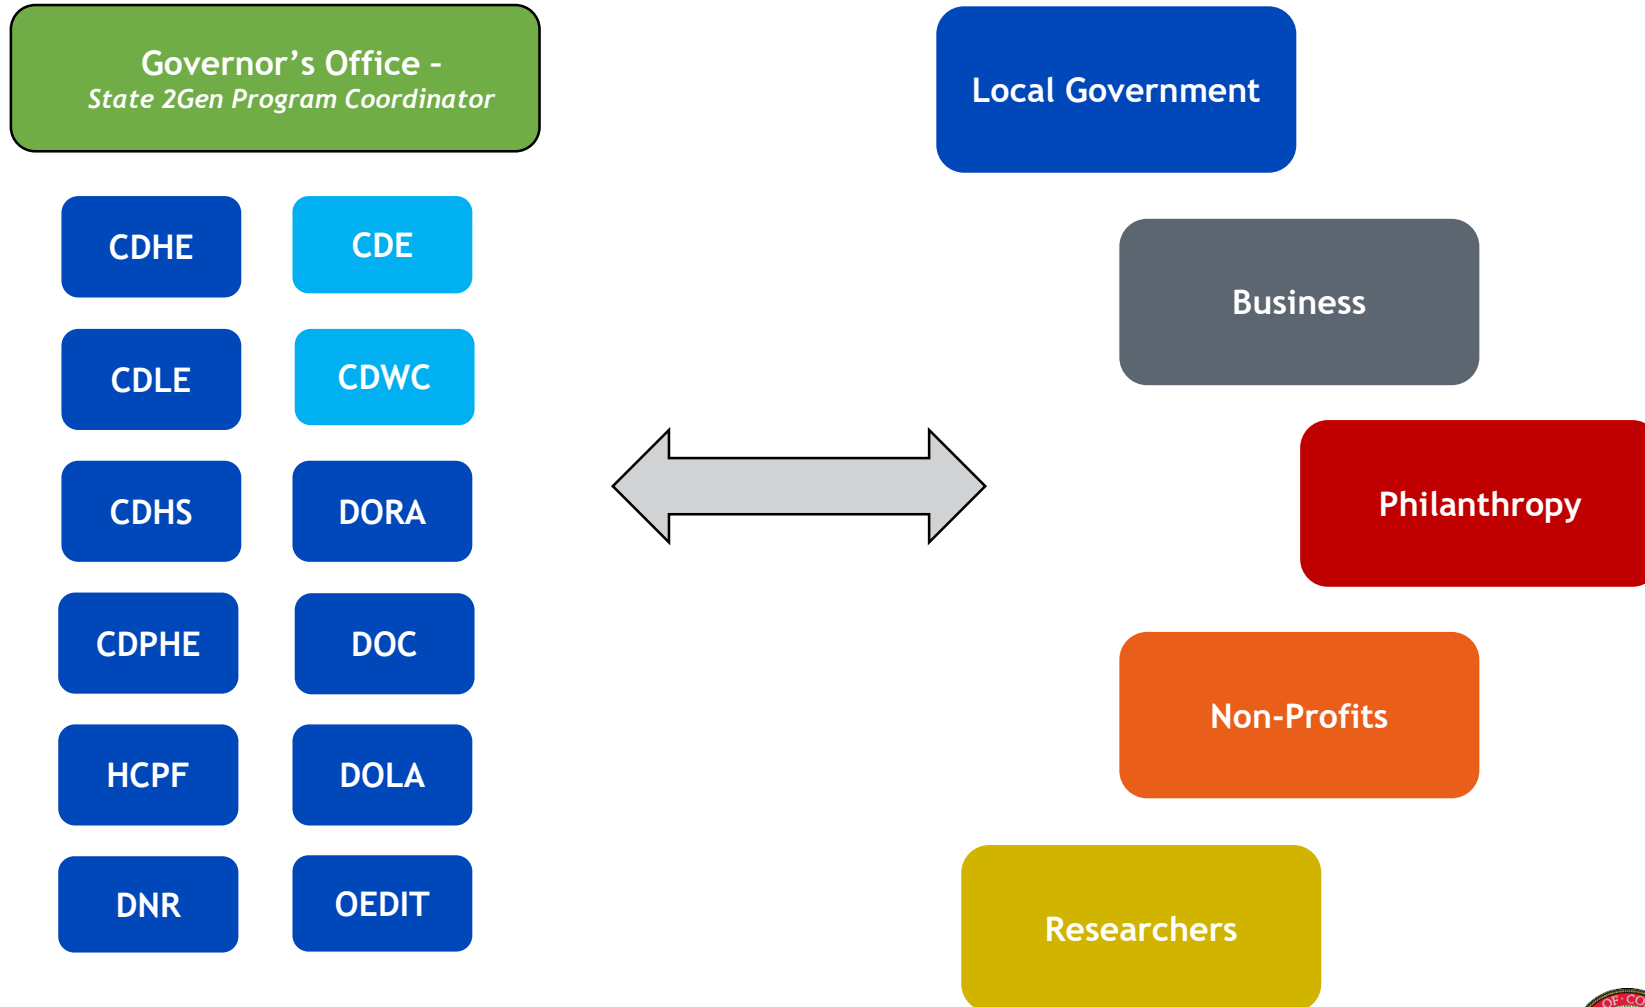 Governor's Office –
State 2Gen Program Coordinator
CDHE
CDE
CDLE
CDWC
CDHS
DORA
CDPHE
DOC
HCPF
DOLA
DNR
OEDIT
Local Government
Business
Philanthropy
Non-Profits
Researchers